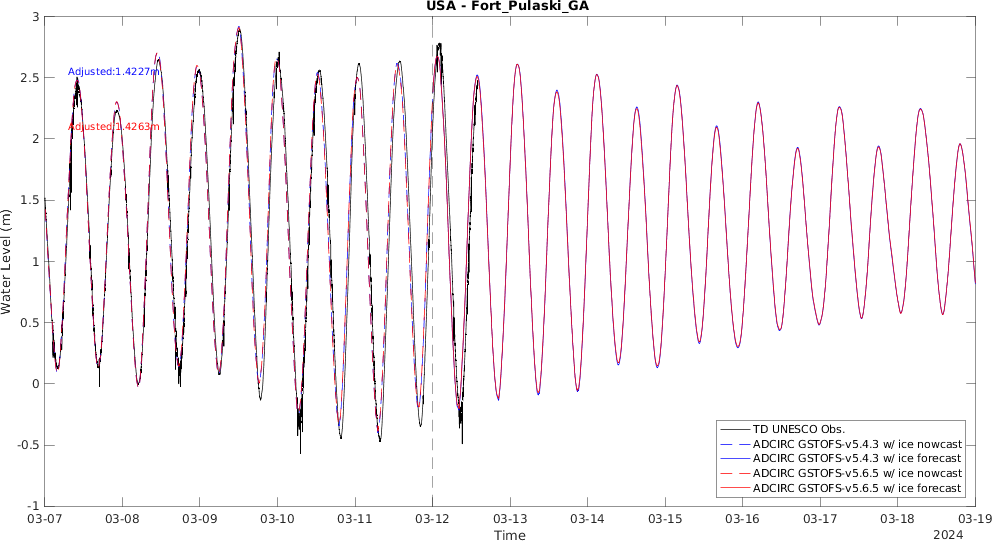 USA - Fort_Pulaski_GA
3
2.5
2
1.5
1
0.5
0
-0.5
-1
Water Level (m)
Adjusted:1.4227m
Adjusted:1.4263m
TD UNESCO Obs.
ADCIRC GSTOFS-v5.4.3 w/ ice nowcast
ADCIRC GSTOFS-v5.4.3 w/ ice forecast
ADCIRC GSTOFS-v5.6.5 w/ ice nowcast
ADCIRC GSTOFS-v5.6.5 w/ ice forecast
03-07 03-08 03-09 03-10 03-11 03-12 03-13 03-14 03-15 03-16 03-17 03-18 03-19
Time
2024